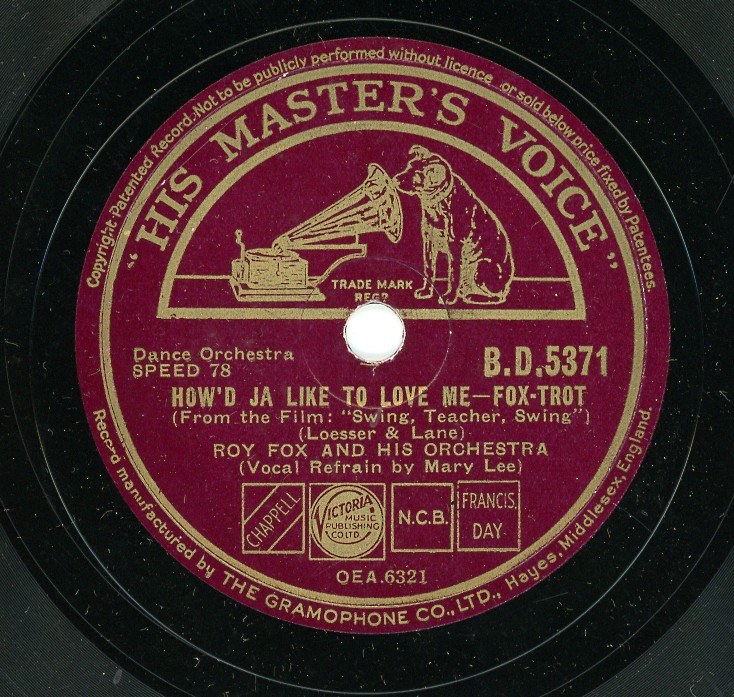 Copyright. Patented Record. Not to be publicly performed without licence or sold below price fixed by Patentees.
"HIS MASTER'S VOICE"
TRADE MARK
REGD
Dance Orchestra
SPEED 78
B.D.5371
HOW'D JA LIKE TO LOVE ME—FOX-TROT
(From the Film: "Swing, Teacher, Swing")
(Loesser & Lane)
ROY FOX AND HIS ORCHESTRA
(Vocal Refrain by Mary Lee)
CHAPPELL
VICTORIA
MUSIC
PUBLISHING
CO LTD.
N.C.B.
FRANCIS,
DAY.
OEA.6321
Record manufactured by THE GRAMOPHONE CO., LTD., Hayes, Middlesex, England.